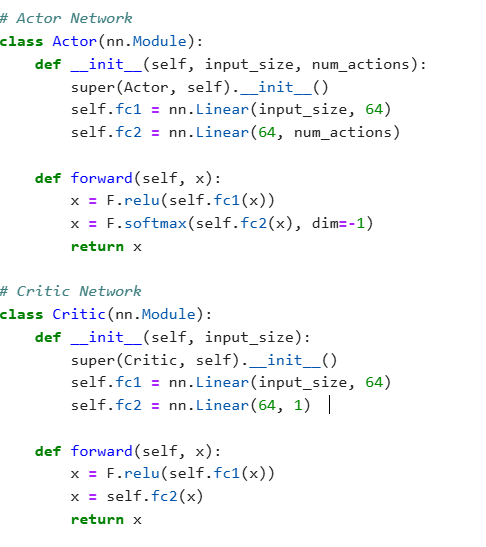 # Actor Network
class Actor(nn.Module):
    def __init__(self, input_size, num_actions):
        super(Actor, self).__init__()
        self.fc1 = nn.Linear(input_size, 64)
        self.fc2 = nn.Linear(64, num_actions)

    def forward(self, x):
        x = F.relu(self.fc1(x))
        x = F.softmax(self.fc2(x), dim=-1)
        return x

# Critic Network
class Critic(nn.Module):
    def __init__(self, input_size):
        super(Critic, self).__init__()
        self.fc1 = nn.Linear(input_size, 64)
        self.fc2 = nn.Linear(64, 1)

    def forward(self, x):
        x = F.relu(self.fc1(x))
        x = self.fc2(x)
        return x